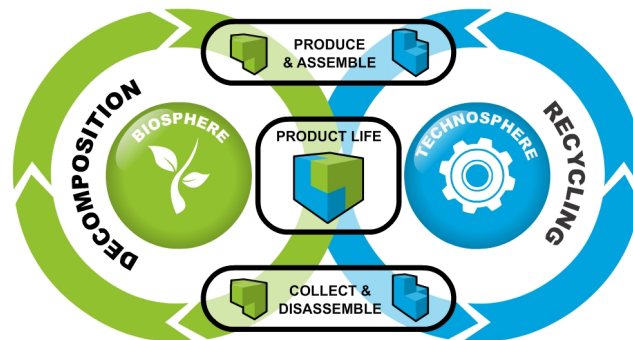 PRODUCE
& ASSEMBLE
DECOMPOSITION
BIOSPHERE
PRODUCT LIFE
TECHNOSPHERE
RECYCLING
COLLECT &
DISASSEMBLE